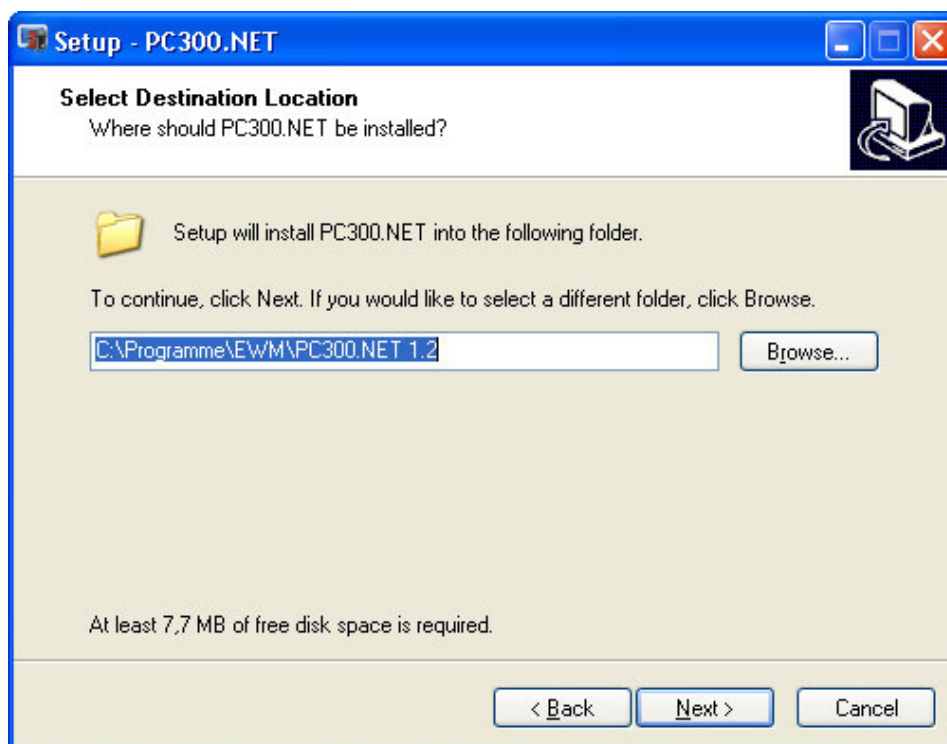 Setup - PC300.NET
Select Destination Location
Where should PC300.NET be installed?
Setup will install PC300.NET into the following folder.
To continue, click Next. If you would like to select a different folder, click Browse.
C:\Programme\EWM\PC300.NET 1.2
Browse...
At least 7,7 MB of free disk space is required.
< Back
Next >
Cancel